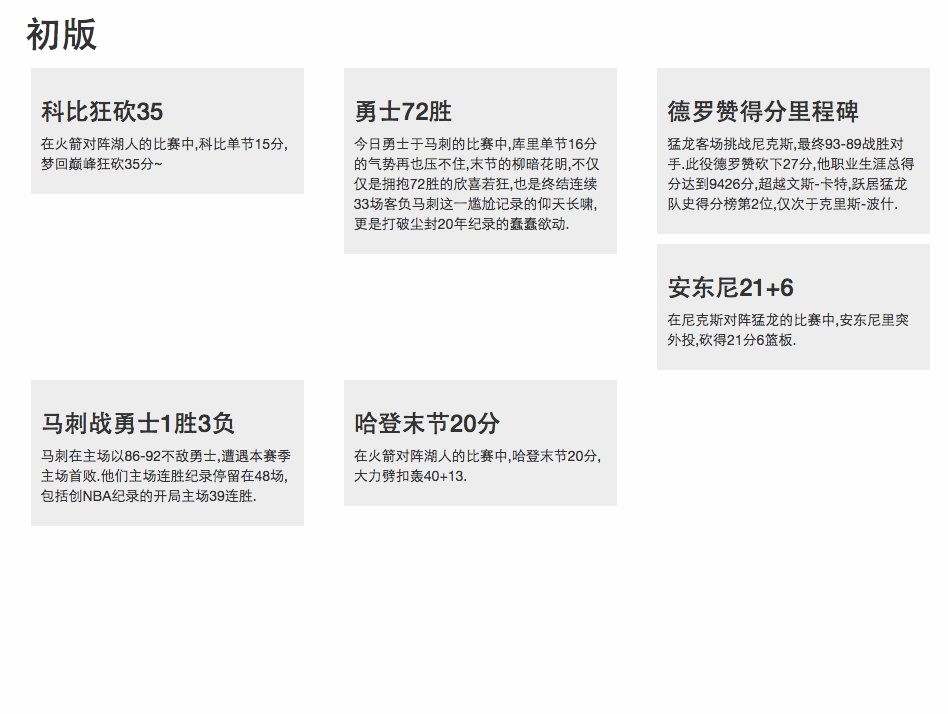 初版
科比狂砍35
在火箭对阵湖人的比赛中,科比单节15分,
梦回巅峰狂砍35分~
勇士72胜
今日勇士于马刺的比赛中,库里单节16分
的气势再也压不住,末节的柳暗花明,不仅
仅是拥抱72胜的欣喜若狂,也是终结连续
33场客负马刺这一尴尬记录的仰天长啸,
更是打破尘封20年纪录的蠢蠢欲动.
德罗赞得分里程碑
猛龙客场挑战尼克斯,最终93-89战胜对
手.此役德罗赞砍下27分,他职业生涯总得
分达到9426分,超越文斯-卡特,跃居猛龙
队史得分榜第2位,仅次于克里斯-波什.
安东尼21+6
在尼克斯对阵猛龙的比赛中,安东尼里突
外投,砍得21分6篮板.
马刺战勇士1胜3负
马刺在主场以86-92不敌勇士,遭遇本赛季
主场首败.他们主场连胜纪录停留在48场,
包括创NBA纪录的开局主场39连胜.
哈登末节20分
在火箭对阵湖人的比赛中,哈登末节20分,
大力劈扣轰40+13.